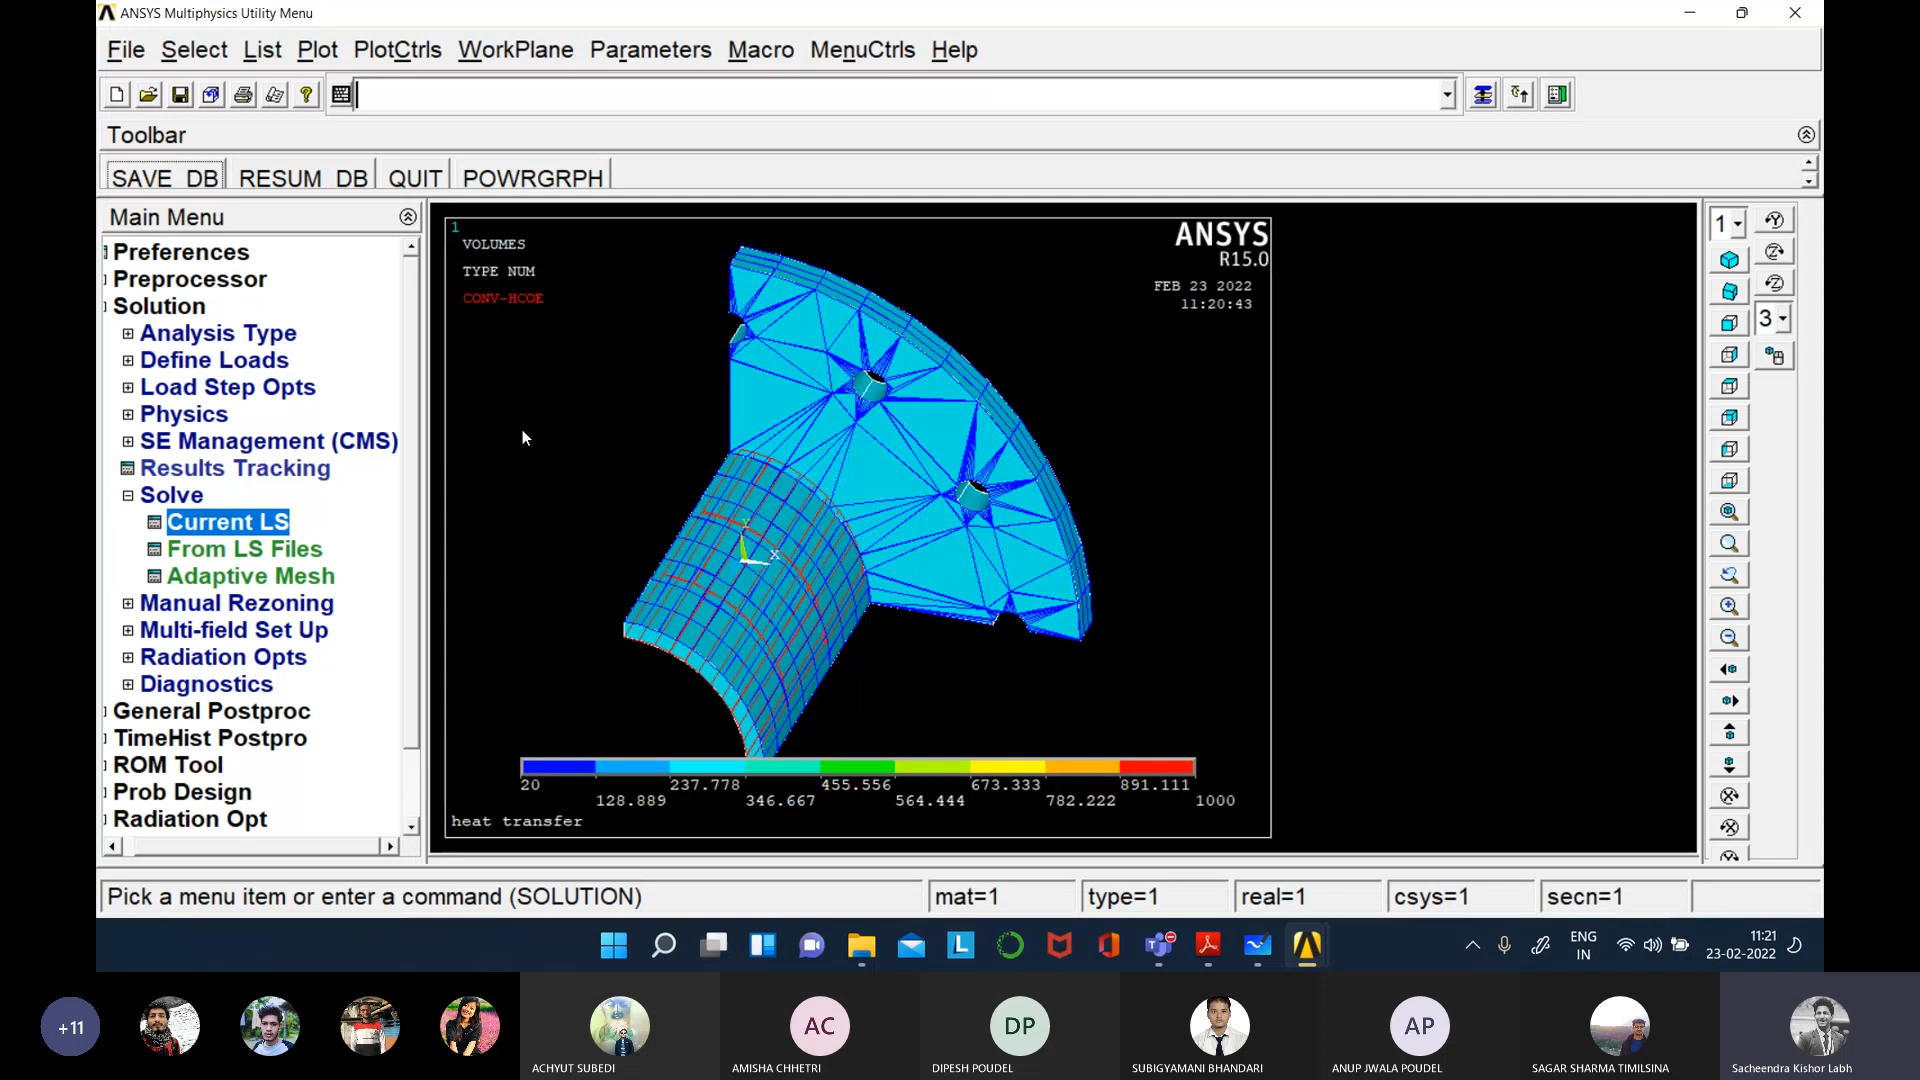 ANSYS Multiphysics Utility Menu
File Select List Plot PlotCtrls WorkPlane Parameters Macro MenuCtrls Help
Toolbar
SAVE_DB RESUM_DB QUIT POWRGRPH
Main Menu
Preferences
Preprocessor
Solution
Analysis Type
Define Loads
Load Step Opts
Physics
SE Management (CMS)
Results Tracking
Solve
Current LS
From LS Files
Adaptive Mesh
Manual Rezoning
Multi-field Set Up
Radiation Opts
Diagnostics
General Postproc
TimeHist Postpro
ROM Tool
Prob Design
Radiation Opt
1
VOLUMES
TYPE NUM
CONV-HCOE
ANSYS
R15.0
FEB 23 2022
11:20:43
Y
X
20 237.778 455.556 673.333 891.111
128.889 346.667 564.444 782.222 1000
heat transfer
1
3
Pick a menu item or enter a command (SOLUTION) mat=1 type=1 real=1 csys=1 secn=1
ENG
IN
11:21
23-02-2022
+11
AC
DP
AP
ACHYUT SUBEDI
AMISHA CHHETRI
DIPESH POUDEL
SUBIGYAMANI BHANDARI
ANUP JWALA POUDEL
SAGAR SHARMA TIMILSINA
Sacheendra Kishor Labh